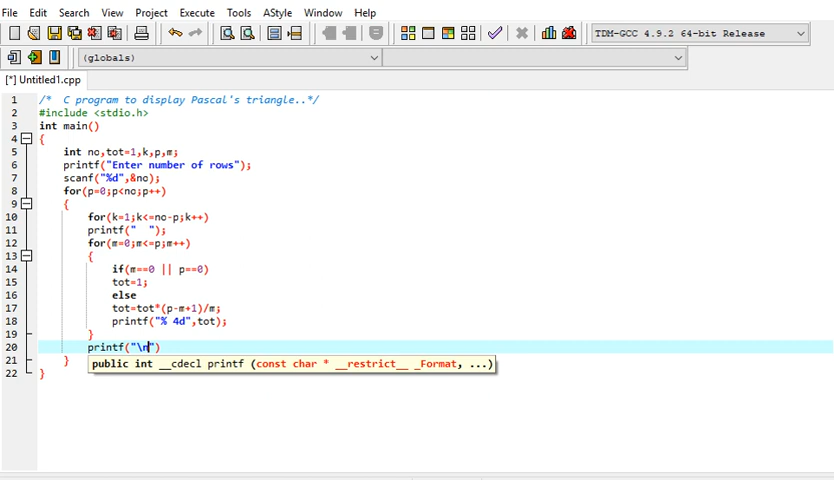 File Edit Search View Project Execute Tools AStyle Window Help
TDM-GCC 4.9.2 64-bit Release
(globals)
[*] Untitled1.cpp
1 /* C program to display Pascal's triangle..*/
2 #include <stdio.h>
3 int main()
4 {
5 int no,tot=1,k,p,m;
6 printf("Enter number of rows");
7 scanf("%d",&no);
8 for(p=0;p<no;p++)
9 {
10 for(k=1;k<=no-p;k++)
11 printf("  ");
12 for(m=0;m<=p;m++)
13 {
14 if(m==0 || p==0)
15 tot=1;
16 else
17 tot=tot*(p-m+1)/m;
18 printf("% 4d",tot);
19 }
20 printf("\n")
public int __cdecl printf (const char * __restrict__ _Format, ...)
21 }
22 }